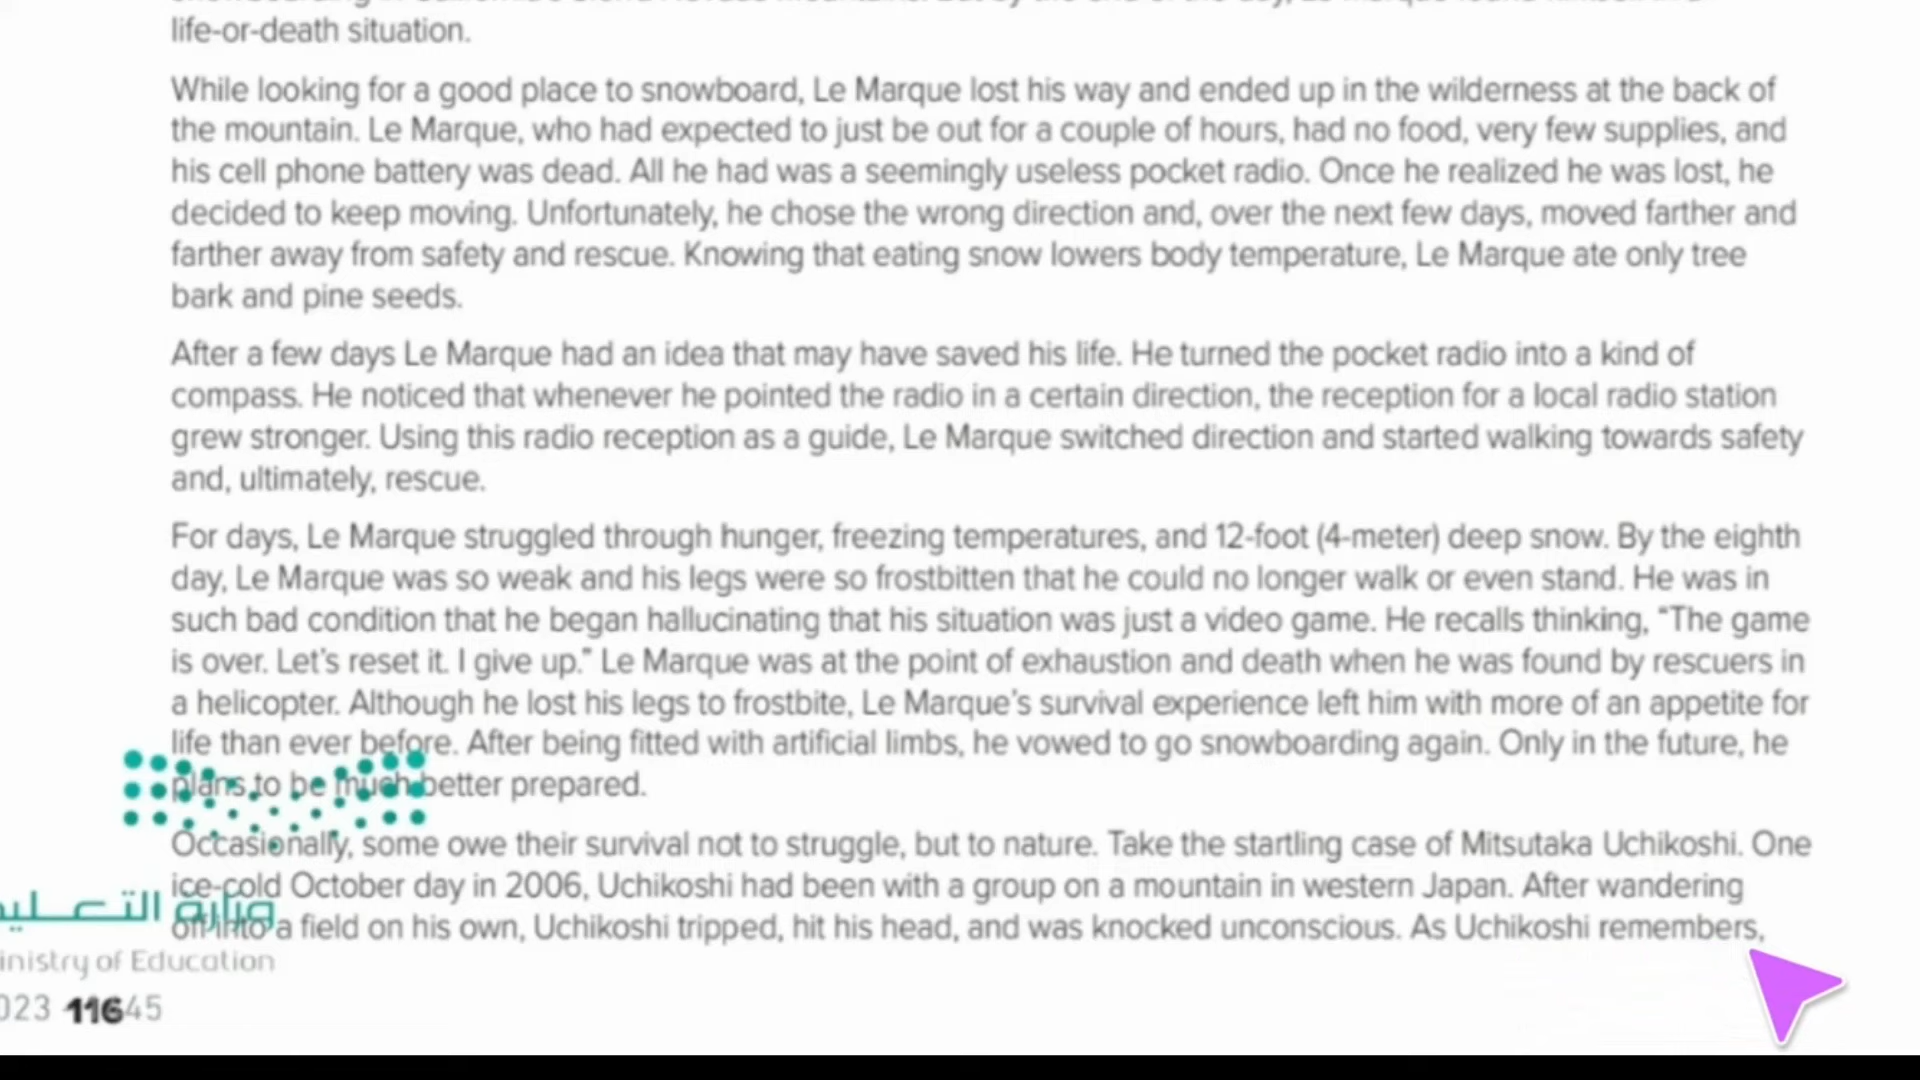 life-or-death situation.
While looking for a good place to snowboard, Le Marque lost his way and ended up in the wilderness at the back of
the mountain. Le Marque, who had expected to just be out for a couple of hours, had no food, very few supplies, and
his cell phone battery was dead. All he had was a seemingly useless pocket radio. Once he realized he was lost, he
decided to keep moving. Unfortunately, he chose the wrong direction and, over the next few days, moved farther and
farther away from safety and rescue. Knowing that eating snow lowers body temperature, Le Marque ate only tree
bark and pine seeds.
After a few days Le Marque had an idea that may have saved his life. He turned the pocket radio into a kind of
compass. He noticed that whenever he pointed the radio in a certain direction, the reception for a local radio station
grew stronger. Using this radio reception as a guide, Le Marque switched direction and started walking towards safety
and, ultimately, rescue.
For days, Le Marque struggled through hunger, freezing temperatures, and 12-foot (4-meter) deep snow. By the eighth
day, Le Marque was so weak and his legs were so frostbitten that he could no longer walk or even stand. He was in
such bad condition that he began hallucinating that his situation was just a video game. He recalls thinking, “The game
is over. Let’s reset it. I give up.” Le Marque was at the point of exhaustion and death when he was found by rescuers in
a helicopter. Although he lost his legs to frostbite, Le Marque’s survival experience left him with more of an appetite for
life than ever before. After being fitted with artificial limbs, he vowed to go snowboarding again. Only in the future, he
plans to be much better prepared.
Occasionally, some owe their survival not to struggle, but to nature. Take the startling case of Mitsutaka Uchikoshi. One
ice-cold October day in 2006, Uchikoshi had been with a group on a mountain in western Japan. After wandering
off into a field on his own, Uchikoshi tripped, hit his head, and was knocked unconscious. As Uchikoshi remembers,
وزارة التعليم
inistry of Education
023 11645